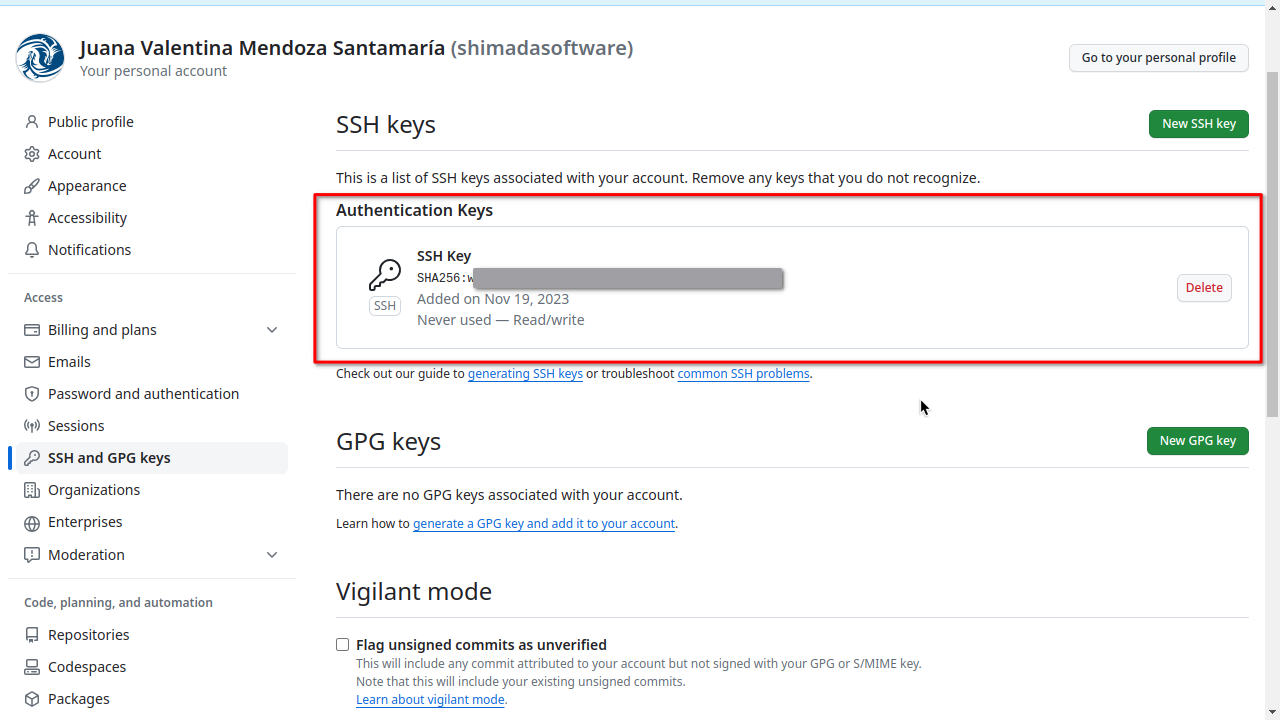 Juana Valentina Mendoza Santamaría (shimadasoftware)
Your personal account
Go to your personal profile
Public profile
Account
Appearance
Accessibility
Notifications
Access
Billing and plans
Emails
Password and authentication
Sessions
SSH and GPG keys
Organizations
Enterprises
Moderation
Code, planning, and automation
Repositories
Codespaces
Packages
SSH keys
New SSH key
This is a list of SSH keys associated with your account. Remove any keys that you do not recognize.
Authentication Keys
SSH Key
SHA256:w
Added on Nov 19, 2023
Never used — Read/write
SSH
Delete
Check out our guide to generating SSH keys or troubleshoot common SSH problems.
GPG keys
New GPG key
There are no GPG keys associated with your account.
Learn how to generate a GPG key and add it to your account.
Vigilant mode
Flag unsigned commits as unverified
This will include any commit attributed to your account but not signed with your GPG or S/MIME key.
Note that this will include your existing unsigned commits.
Learn about vigilant mode.